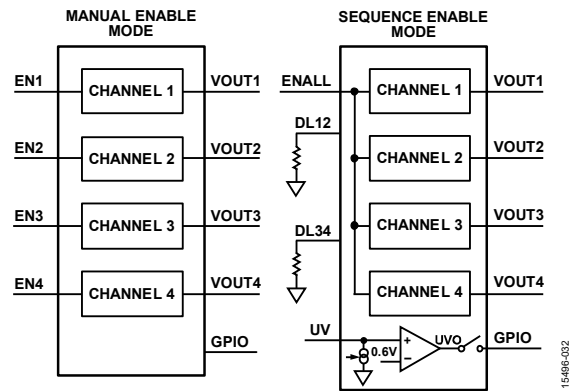 MANUAL ENABLE
MODE
EN1
CHANNEL 1
VOUT1
EN2
CHANNEL 2
VOUT2
EN3
CHANNEL 3
VOUT3
EN4
CHANNEL 4
VOUT4
GPIO
SEQUENCE ENABLE
MODE
ENALL
CHANNEL 1
VOUT1
DL12
CHANNEL 2
VOUT2
CHANNEL 3
VOUT3
DL34
CHANNEL 4
VOUT4
UV
+
0.6V
−
UVO
GPIO
15496-032